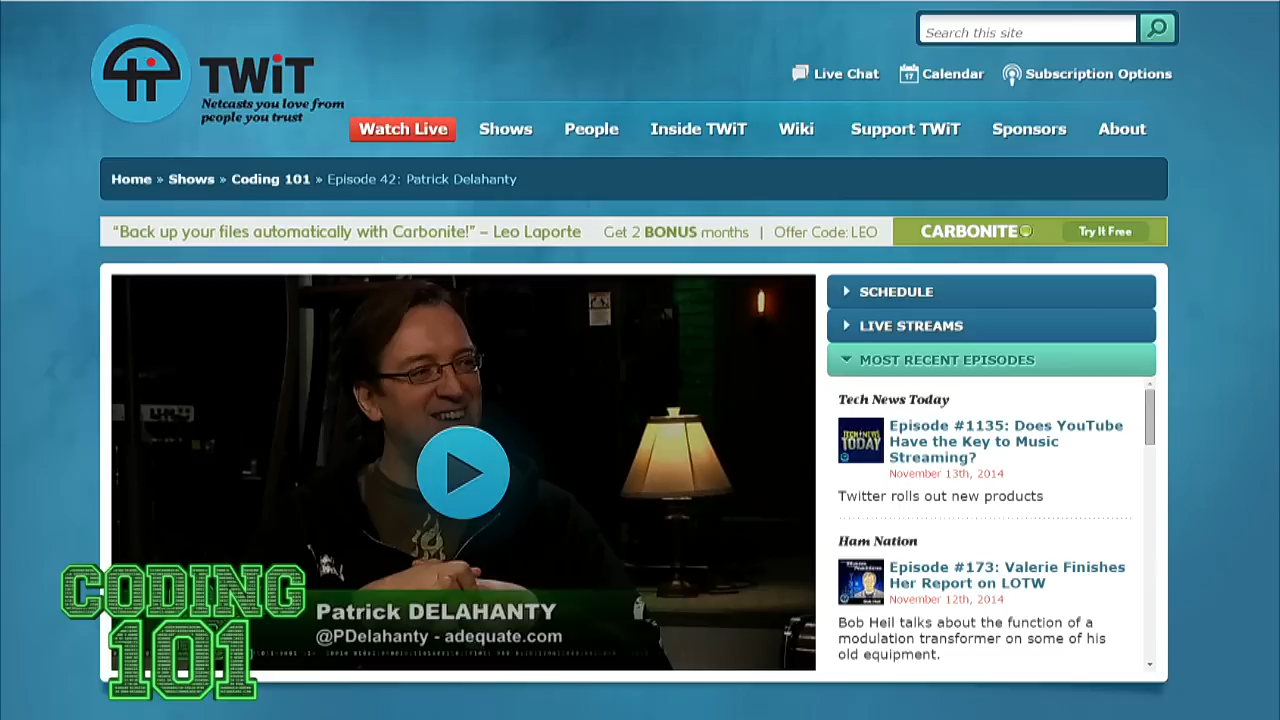 Search this site
TWiT
Netcasts you love from
people you trust
Live Chat
17
Calendar
Subscription Options
Watch Live
Shows
People
Inside TWiT
Wiki
Support TWiT
Sponsors
About
Home » Shows » Coding 101 » Episode 42: Patrick Delahanty
“Back up your files automatically with Carbonite!” – Leo Laporte
Get 2 BONUS months | Offer Code: LEO
CARBONITE
Try It Free
SCHEDULE
LIVE STREAMS
MOST RECENT EPISODES
Tech News Today
TECH NEWS
TODAY
Episode #1135: Does YouTube
Have the Key to Music
Streaming?
November 13th, 2014
Twitter rolls out new products
Ham Nation
Episode #173: Valerie Finishes
Her Report on LOTW
November 12th, 2014
Bob Heil talks about the function of a
modulation transformer on some of his
old equipment.
Patrick DELAHANTY
@PDelahanty - adequate.com
CODING
101